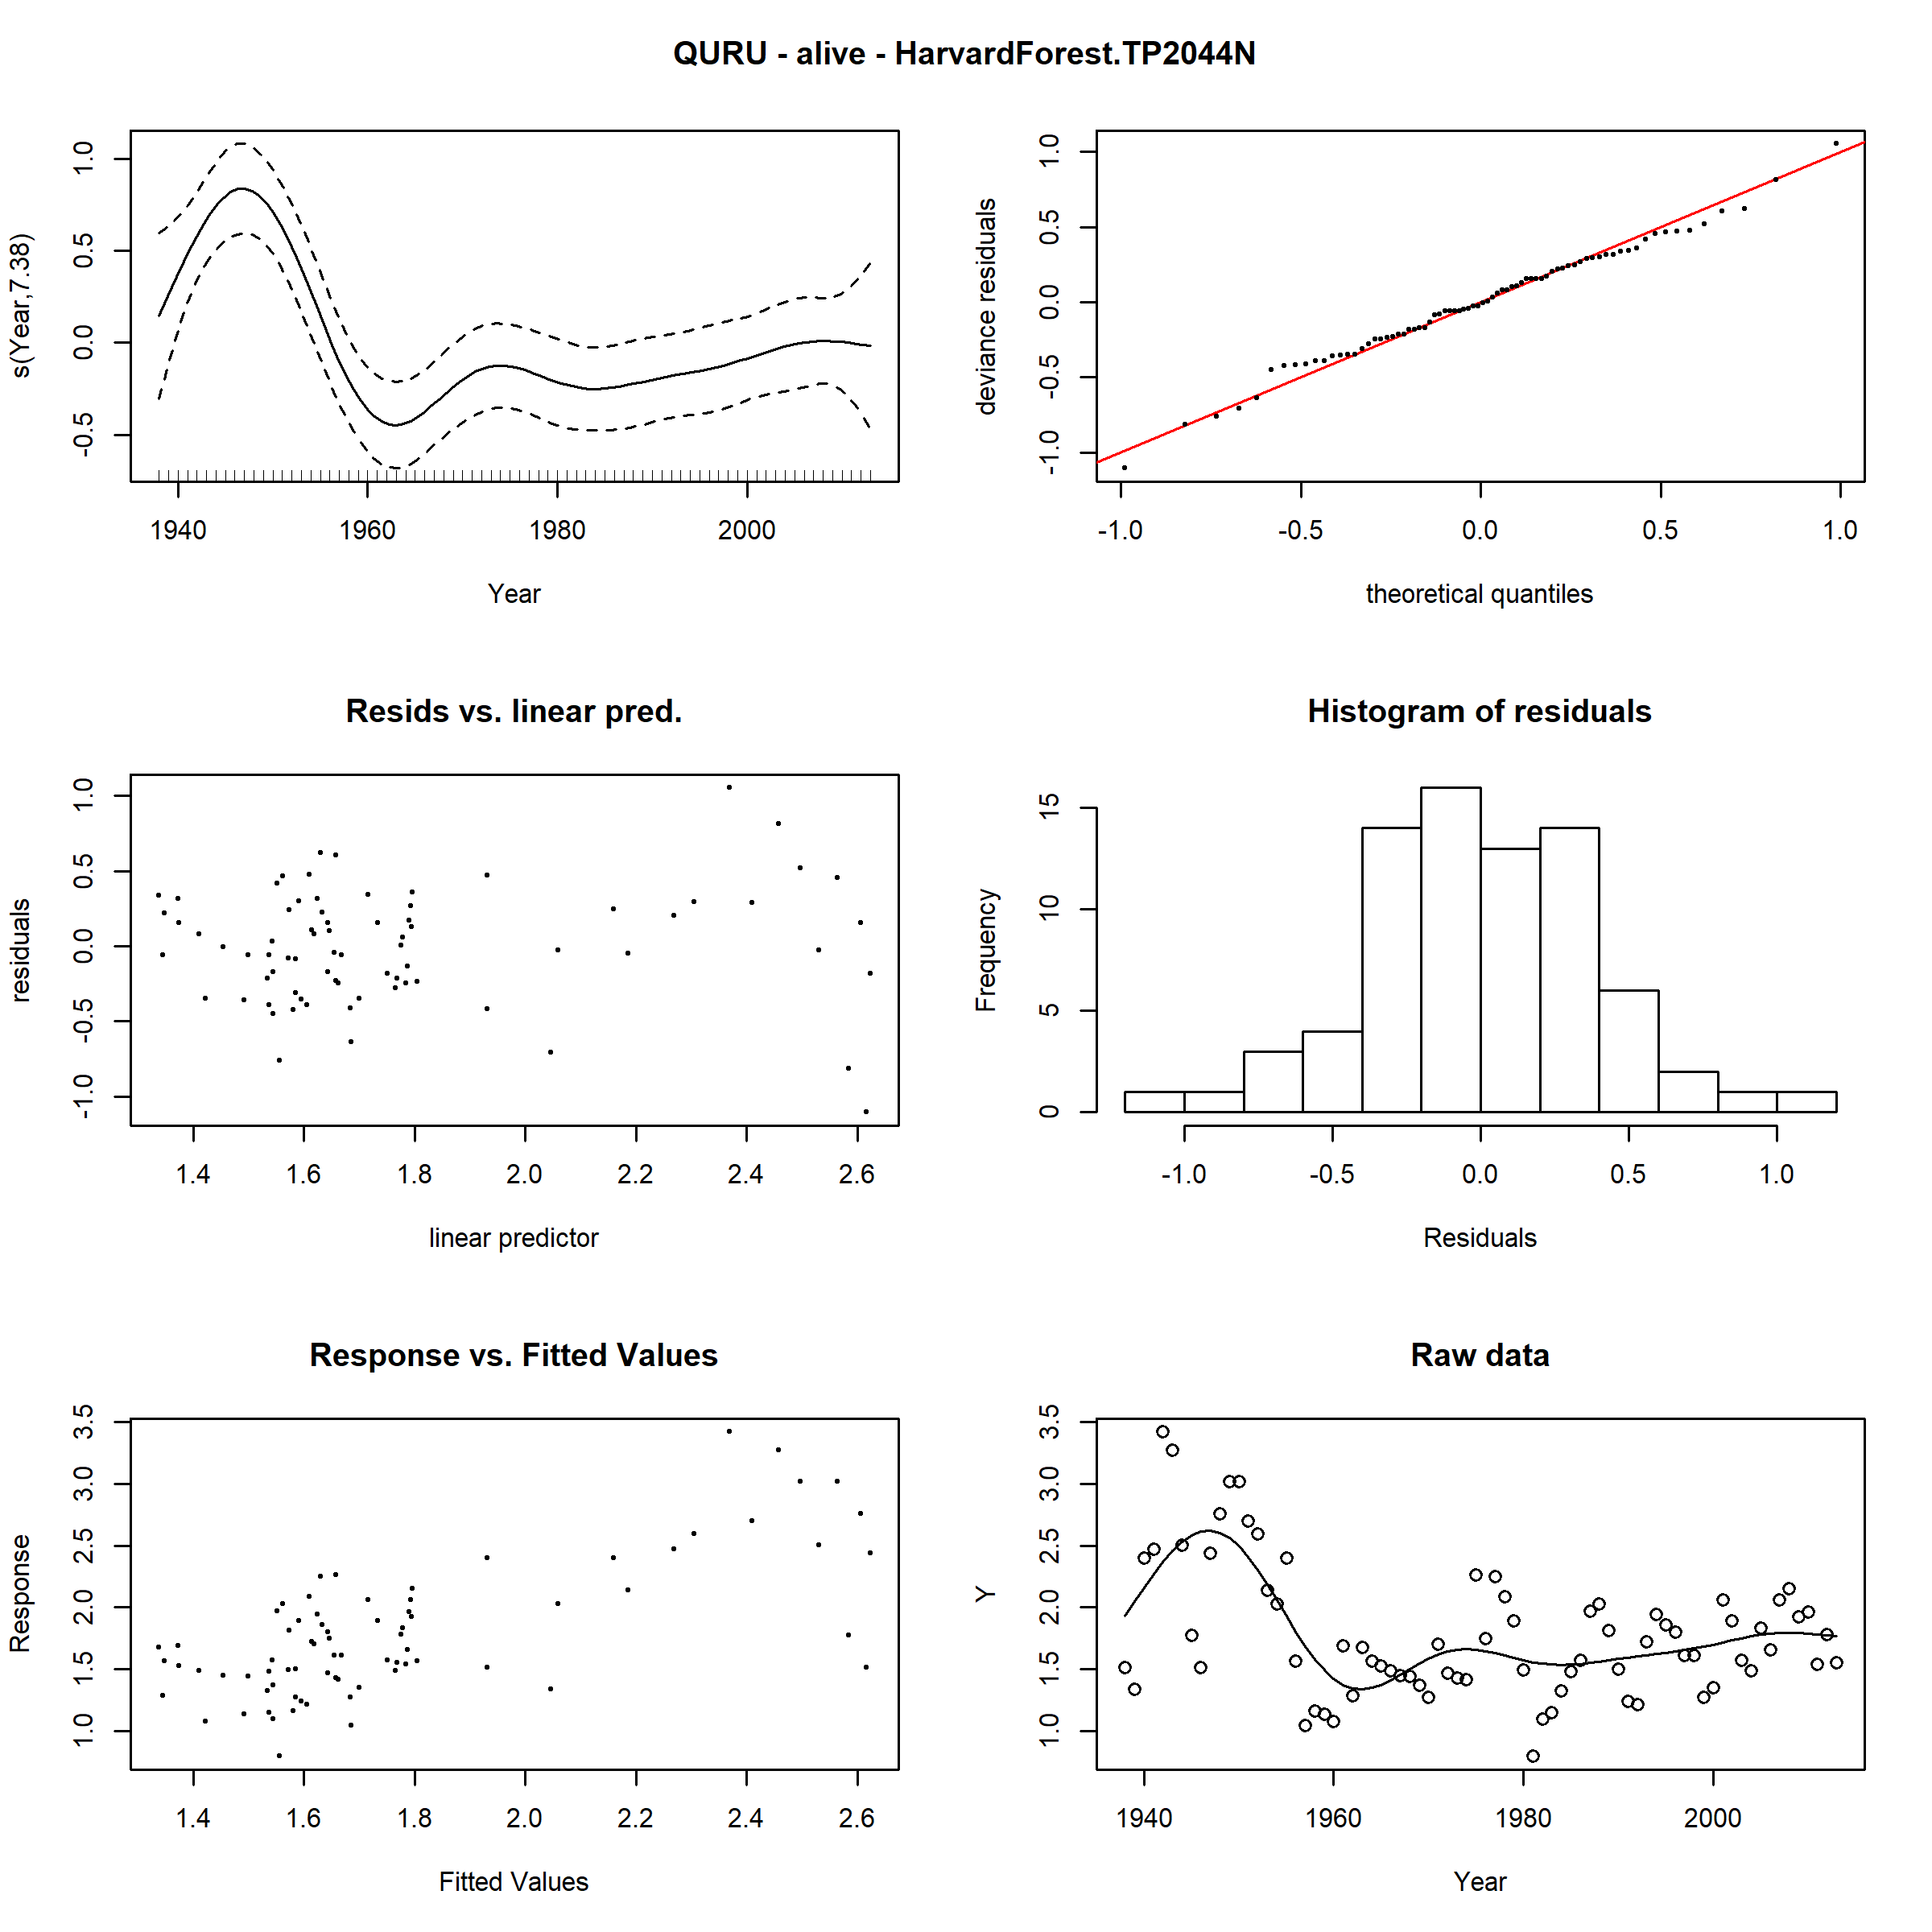 QURU - alive - HarvardForest.TP2044N
s(Year,7.38)
1.0
0.5
0.0
-0.5
1940 1960 1980 2000
Year
deviance residuals
1.0
0.5
0.0
-0.5
-1.0
-1.0 -0.5 0.0 0.5 1.0
theoretical quantiles
Resids vs. linear pred.
residuals
1.0
0.5
0.0
-0.5
-1.0
1.4 1.6 1.8 2.0 2.2 2.4 2.6
linear predictor
Histogram of residuals
Frequency
15
10
5
0
-1.0 -0.5 0.0 0.5 1.0
Residuals
Response vs. Fitted Values
Response
3.5
3.0
2.5
2.0
1.5
1.0
1.4 1.6 1.8 2.0 2.2 2.4 2.6
Fitted Values
Raw data
Y
3.5
3.0
2.5
2.0
1.5
1.0
1940 1960 1980 2000
Year